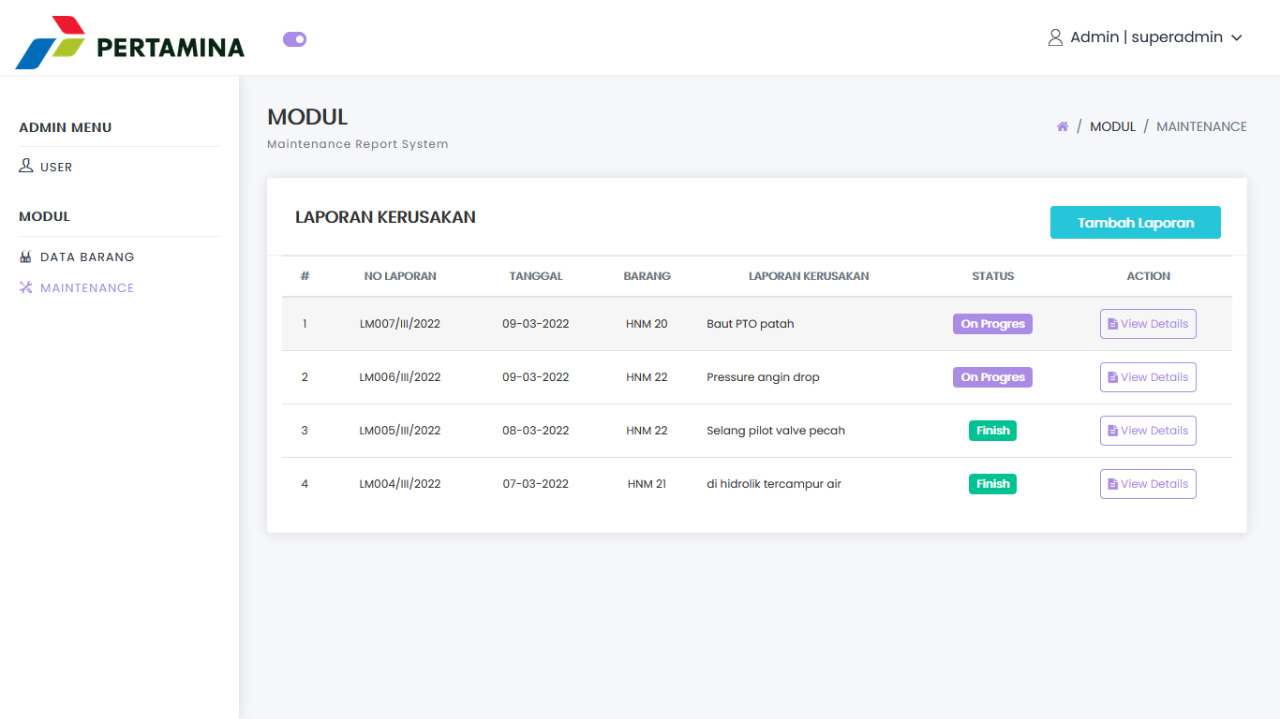 PERTAMINA
Admin | superadmin
ADMIN MENU
USER
MODUL
DATA BARANG
MAINTENANCE
MODUL
Maintenance Report System
/ MODUL / MAINTENANCE
LAPORAN KERUSAKAN
Tambah Laporan
# NO LAPORAN TANGGAL BARANG LAPORAN KERUSAKAN STATUS ACTION
1 LM007/III/2022 09-03-2022 HNM 20 Baut PTO patah On Progres View Details
2 LM006/III/2022 09-03-2022 HNM 22 Pressure angin drop On Progres View Details
3 LM005/III/2022 08-03-2022 HNM 22 Selang pilot valve pecah Finish View Details
4 LM004/III/2022 07-03-2022 HNM 21 di hidrolik tercampur air Finish View Details